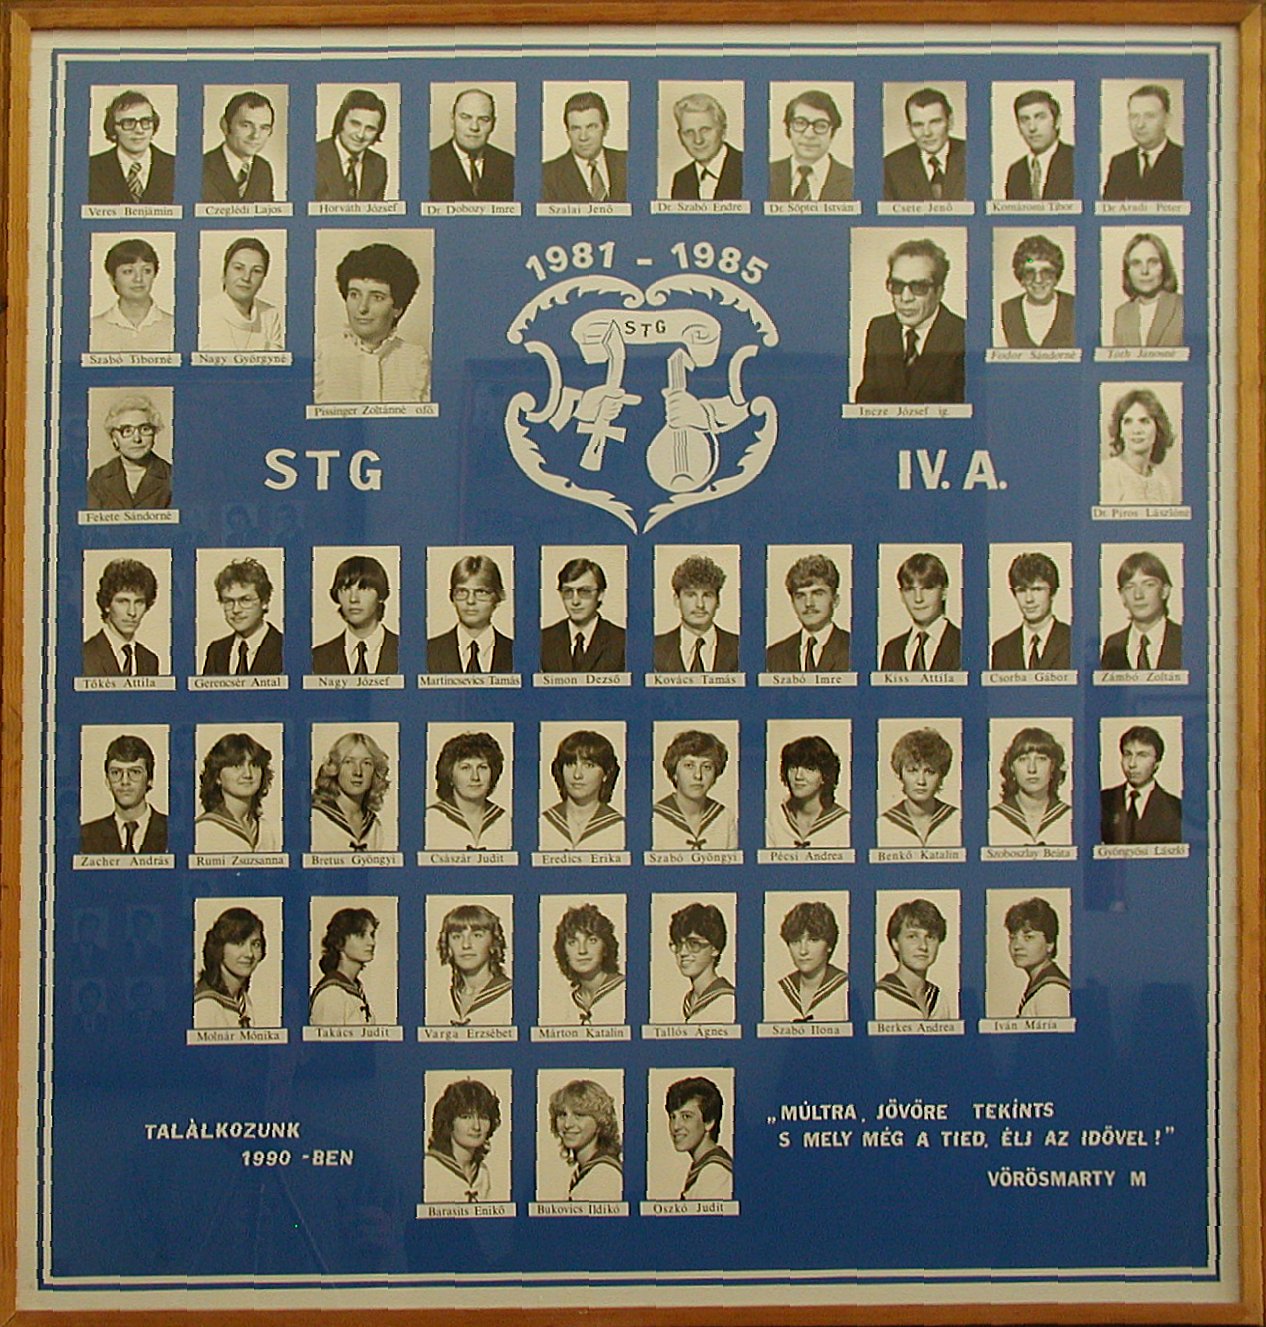 Veres Benjámin Czeglédi Lajos Horváth József Dr. Dobozy Imre Szalai Jenő Dr. Szabó Endre Dr. Söptei István Csete Jenő Komáromi Tibor Dr. Aradi Péter
1981 - 1985
STG
Szabó Tiborné Nagy Györgyné Fodor Sándorné Tóth Jánosné
Pissinger Zoltánné ofő. Incze József ig.
STG IV. A.
Fekete Sándorné Dr. Piros Lászlóné
Tőkés Attila Gerencsér Antal Nagy József Martincsevics Tamás Simon Dezső Kovács Tamás Szabó Imre Kiss Attila Csorba Gábor Zámbó Zoltán
Zacher András Rumi Zsuzsanna Bretus Gyöngyi Császár Judit Eredics Erika Szabó Gyöngyi Pécsi Andrea Benkő Katalin Szoboszlay Beáta Gyöngyösi László
Molnár Mónika Takács Judit Varga Erzsébet Márton Katalin Tallós Ágnes Szabó Ilona Berkes Andrea Iván Mária
TALÁLKOZUNK
1990 -BEN
Barasits Enikő Bukovics Ildikó Oszkó Judit
„MÚLTRA, JÖVŐRE TEKINTS
S MELY MÉG A TIED, ÉLJ AZ IDŐVEL!"
VÖRÖSMARTY M